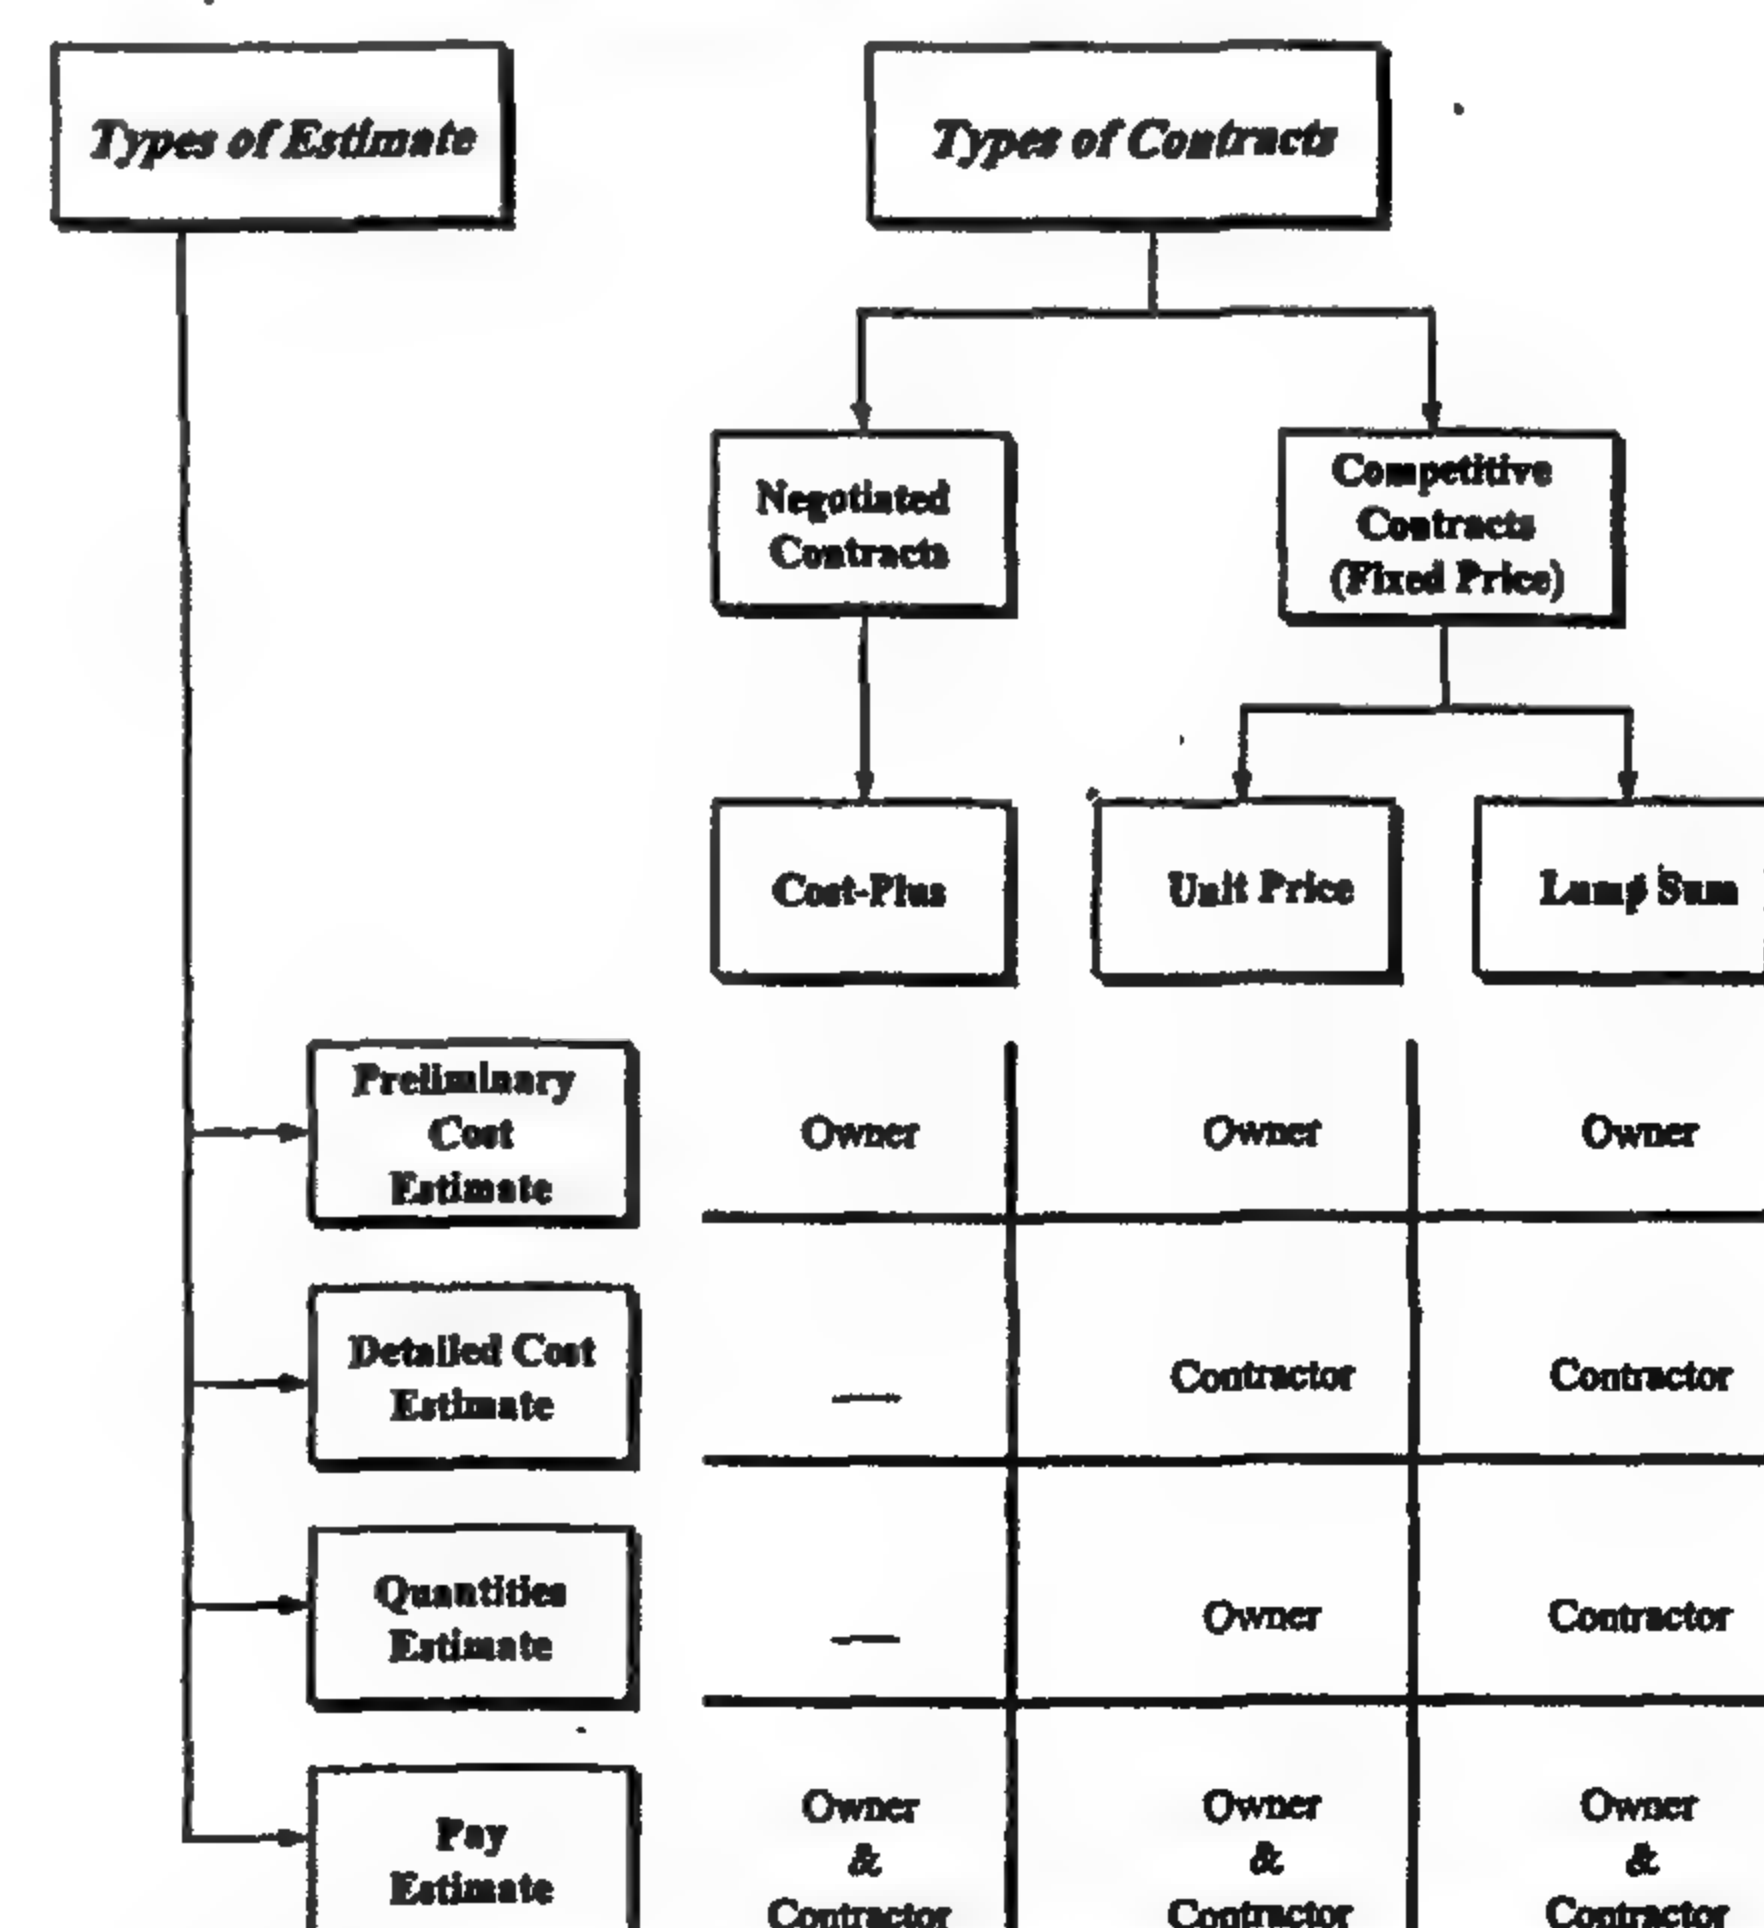 Types of Estimate
Types of Contracts
Negotiated
Contracts
Competitive
Contracts
(Fixed Price)
Cost-Plus
Unit Price
Lump Sum
Preliminary
Cost
Estimate
Owner
Owner
Owner
Detailed Cost
Estimate
—
Contractor
Contractor
Quantities
Estimate
—
Owner
Contractor
Pay
Estimate
Owner
&
Contractor
Owner
&
Contractor
Owner
&
Contractor